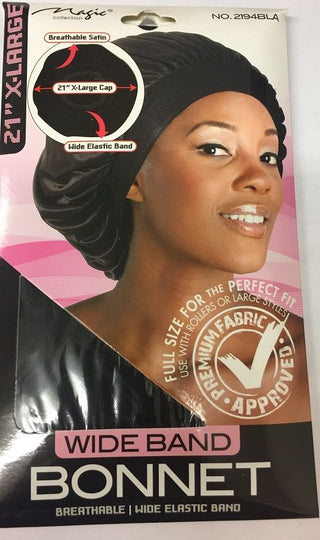 21" X-LARGE
Magic
collection
NO. 2194BLA
Breathable Satin
21" X-Large Cap
Wide Elastic Band
FULL SIZE FOR THE PERFECT FIT
USE WITH ROLLERS OR LARGE STYLES!
PREMIUM FABRIC
• APPROVED •
WIDE BAND
BONNET
BREATHABLE | WIDE ELASTIC BAND